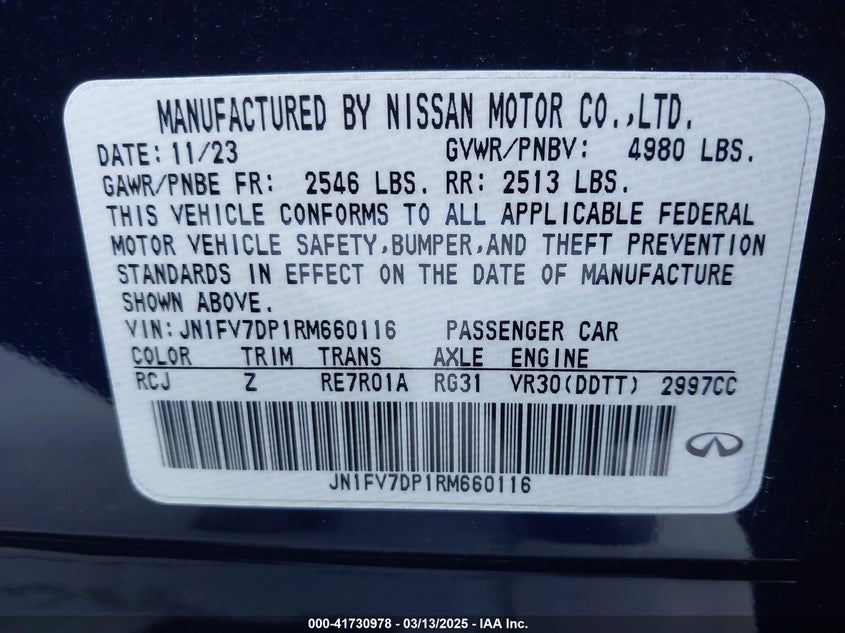 MANUFACTURED BY NISSAN MOTOR CO.,LTD.
DATE: 11/23 GVWR/PNBV: 4980 LBS.
GAWR/PNBE FR: 2546 LBS. RR: 2513 LBS.
THIS VEHICLE CONFORMS TO ALL APPLICABLE FEDERAL
MOTOR VEHICLE SAFETY,BUMPER,AND THEFT PREVENTION
STANDARDS IN EFFECT ON THE DATE OF MANUFACTURE
SHOWN ABOVE.
VIN: JN1FV7DP1RM660116 PASSENGER CAR
COLOR TRIM TRANS AXLE ENGINE
RCJ Z RE7R01A RG31 VR30(DDTT) 2997CC
JN1FV7DP1RM660116
000-41730978 - 03/13/2025 - IAA Inc.